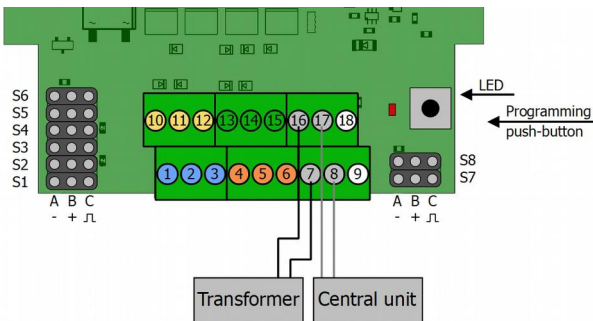 LED
Programming
push-button
S6
S5
S4
S3
S2
S1
10 11 12 13 14 15 16 17 18
1 2 3 4 5 6 7 8 9
S8
S7
A B C
- + ⎍
A B C
- + ⎍
Transformer
Central unit